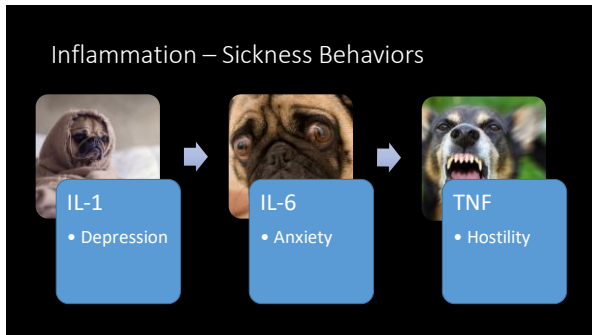 Inflammation – Sickness Behaviors
IL-1
• Depression
IL-6
• Anxiety
TNF
• Hostility